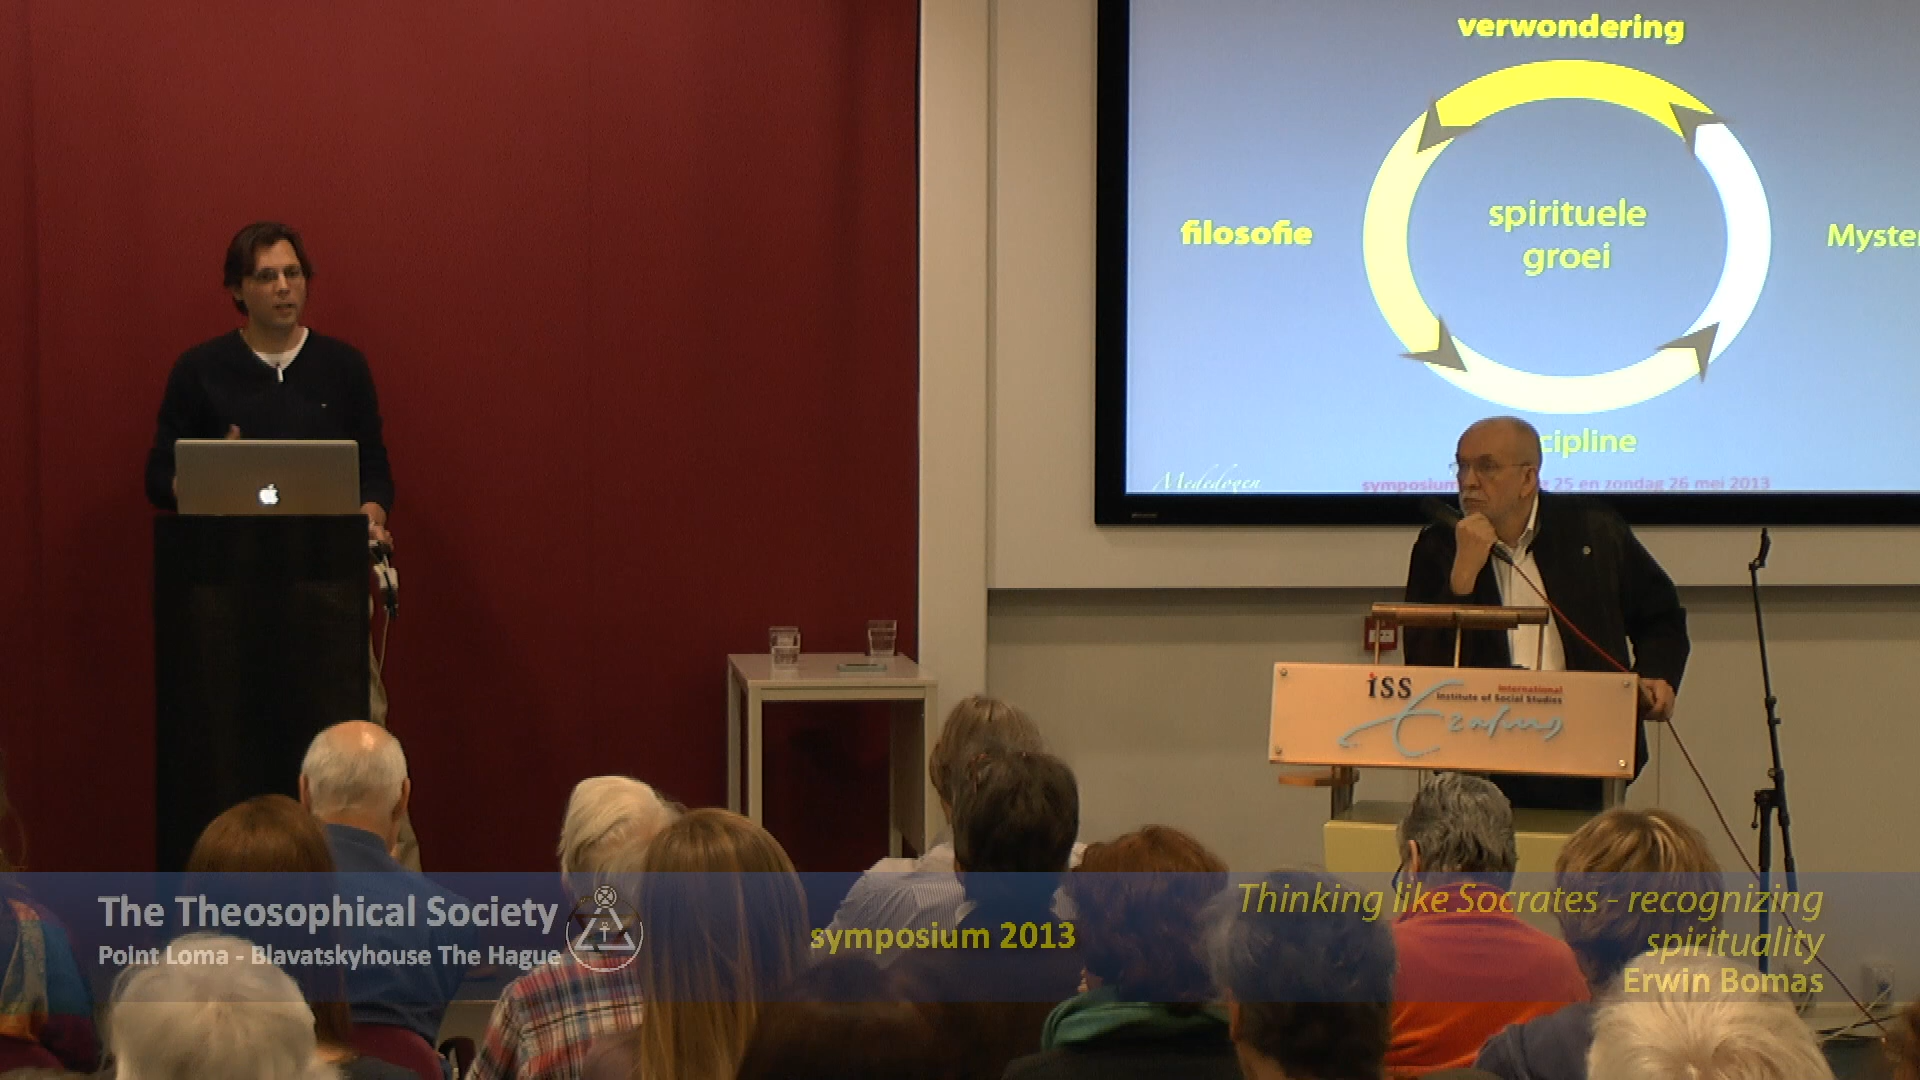 verwondering
filosofie
spirituele
groei
Myster
cipline
Mededogen
symposium
25 en zondag 26 mei 2013
iSS
international
institute of Social Studies
Erasmus
The Theosophical Society
Point Loma - Blavatskyhouse The Hague
symposium 2013
Thinking like Socrates - recognizing
spirituality
Erwin Bomas